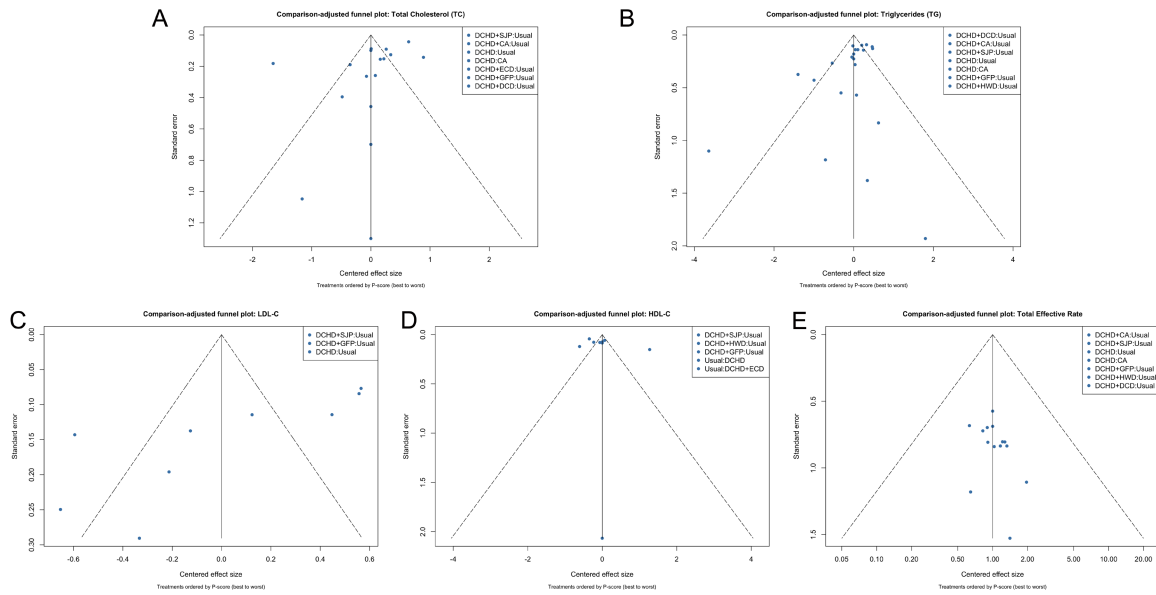 A
Comparison-adjusted funnel plot: Total Cholesterol (TC)
DCHD+SJP:Usual
DCHD+CA:Usual
DCHD:Usual
DCHD:CA
DCHD+ECD:Usual
DCHD+GFP:Usual
DCHD+DCD:Usual
Standard error
0.0
0.2
0.4
0.6
0.8
1.0
1.2
-2
-1
0
1
2
Centered effect size
Treatments ordered by P-score (best to worst)
B
Comparison-adjusted funnel plot: Triglycerides (TG)
DCHD+DCD:Usual
DCHD+CA:Usual
DCHD+SJP:Usual
DCHD:Usual
DCHD:CA
DCHD+GFP:Usual
DCHD+HWD:Usual
Standard error
0.0
0.5
1.0
1.5
2.0
-4
-2
0
2
4
Centered effect size
Treatments ordered by P-score (best to worst)
C
Comparison-adjusted funnel plot: LDL-C
DCHD+SJP:Usual
DCHD+GFP:Usual
DCHD:Usual
Standard error
0.00
0.05
0.10
0.15
0.20
0.25
0.30
-0.6
-0.4
-0.2
0.0
0.2
0.4
0.6
Centered effect size
Treatments ordered by P-score (best to worst)
D
Comparison-adjusted funnel plot: HDL-C
DCHD+SJP:Usual
DCHD+HWD:Usual
DCHD+GFP:Usual
Usual:DCHD
Usual:DCHD+ECD
Standard error
0.0
0.5
1.0
1.5
2.0
-4
-2
0
2
4
Centered effect size
Treatments ordered by P-score (best to worst)
E
Comparison-adjusted funnel plot: Total Effective Rate
DCHD+CA:Usual
DCHD+SJP:Usual
DCHD:Usual
DCHD:CA
DCHD+GFP:Usual
DCHD+HWD:Usual
DCHD+DCD:Usual
Standard error
0.0
0.5
1.0
1.5
0.05
0.10
0.20
0.50
1.00
2.00
5.00
10.00
20.00
Centered effect size
Treatments ordered by P-score (best to worst)